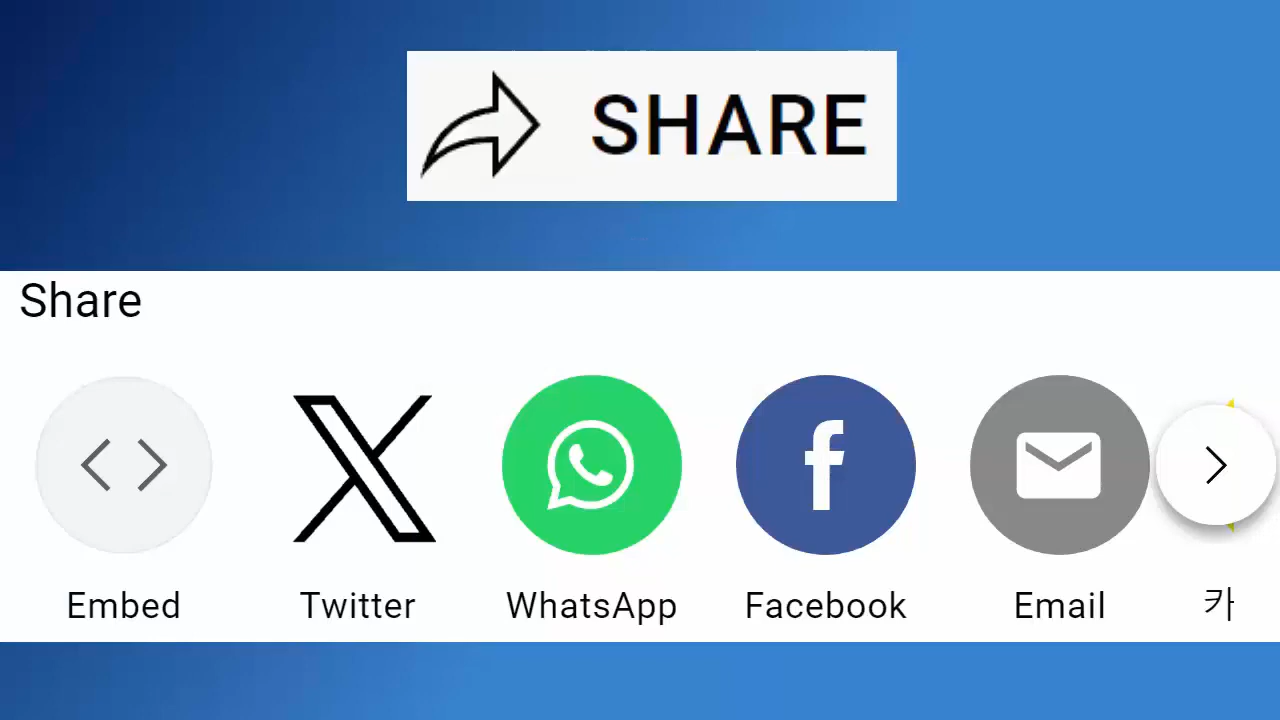 SHARE
Share
Embed
Twitter
WhatsApp
Facebook
Email
카